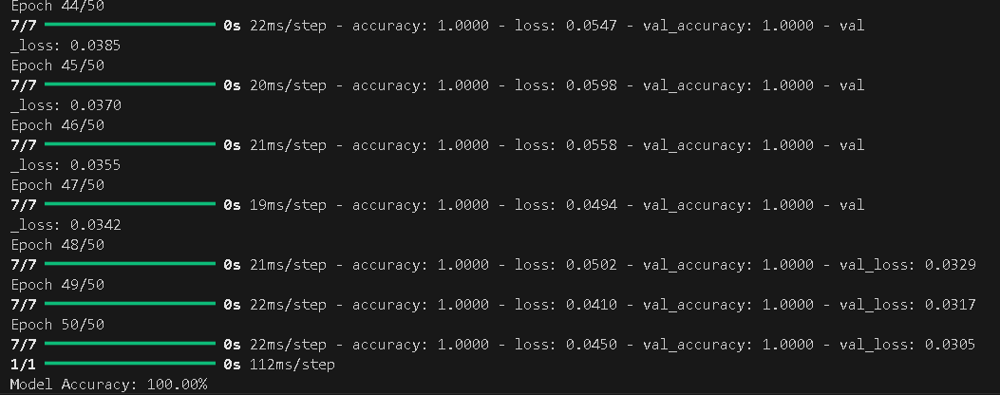 Epoch 44/50
7/7 0s 22ms/step - accuracy: 1.0000 - loss: 0.0547 - val_accuracy: 1.0000 - val
_loss: 0.0385
Epoch 45/50
7/7 0s 20ms/step - accuracy: 1.0000 - loss: 0.0598 - val_accuracy: 1.0000 - val
_loss: 0.0370
Epoch 46/50
7/7 0s 21ms/step - accuracy: 1.0000 - loss: 0.0558 - val_accuracy: 1.0000 - val
_loss: 0.0355
Epoch 47/50
7/7 0s 19ms/step - accuracy: 1.0000 - loss: 0.0494 - val_accuracy: 1.0000 - val
_loss: 0.0342
Epoch 48/50
7/7 0s 21ms/step - accuracy: 1.0000 - loss: 0.0502 - val_accuracy: 1.0000 - val_loss: 0.0329
Epoch 49/50
7/7 0s 22ms/step - accuracy: 1.0000 - loss: 0.0410 - val_accuracy: 1.0000 - val_loss: 0.0317
Epoch 50/50
7/7 0s 22ms/step - accuracy: 1.0000 - loss: 0.0450 - val_accuracy: 1.0000 - val_loss: 0.0305
1/1 0s 112ms/step
Model Accuracy: 100.00%